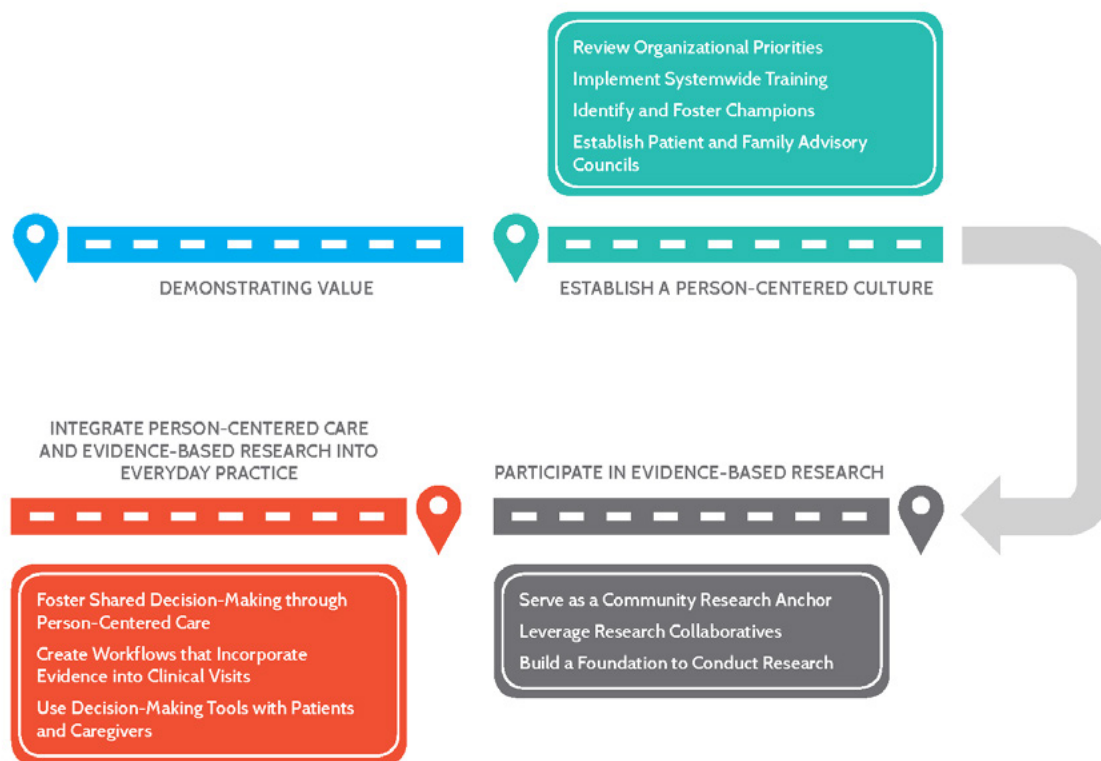 Review Organizational Priorities
Implement Systemwide Training
Identify and Foster Champions
Establish Patient and Family Advisory
Councils
DEMONSTRATING VALUE
ESTABLISH A PERSON-CENTERED CULTURE
PARTICIPATE IN EVIDENCE-BASED RESEARCH
Serve as a Community Research Anchor
Leverage Research Collaboratives
Build a Foundation to Conduct Research
INTEGRATE PERSON-CENTERED CARE
AND EVIDENCE-BASED RESEARCH INTO
EVERYDAY PRACTICE
Foster Shared Decision-Making through
Person-Centered Care
Create Workflows that Incorporate
Evidence into Clinical Visits
Use Decision-Making Tools with Patients
and Caregivers